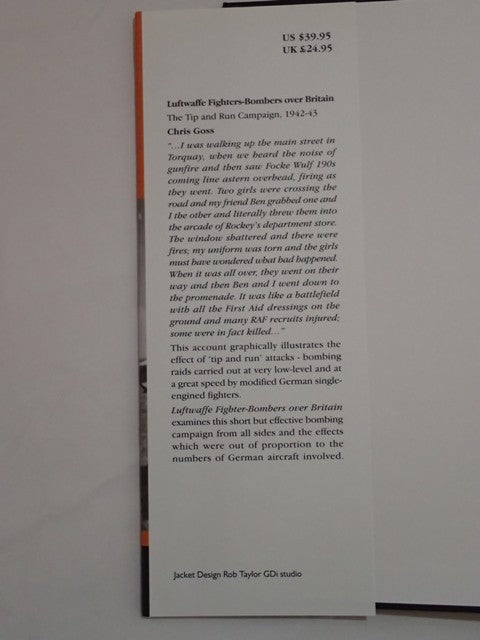 US $39.95
UK £24.95
Luftwaffe Fighters-Bombers over Britain
The Tip and Run Campaign, 1942-43
Chris Goss
"...I was walking up the main street in
Torquay, when we heard the noise of
gunfire and then saw Focke Wulf 190s
coming line astern overhead, firing as
they went. Two girls were crossing the
road and my friend Ben grabbed one and
I the other and literally threw them into
the arcade of Rockey's department store.
The window shattered and there were
fires; my uniform was torn and the girls
must have wondered what had happened.
When it was all over, they went on their
way and then Ben and I went down to
the promenade. It was like a battlefield
with all the First Aid dressings on the
ground and many RAF recruits injured;
some were in fact killed..."
This account graphically illustrates the
effect of 'tip and run' attacks - bombing
raids carried out at very low-level and at
a great speed by modified German single-
engined fighters.
Luftwaffe Fighter-Bombers over Britain
examines this short but effective bombing
campaign from all sides and the effects
which were out of proportion to the
numbers of German aircraft involved.
Jacket Design Rob Taylor GDi studio